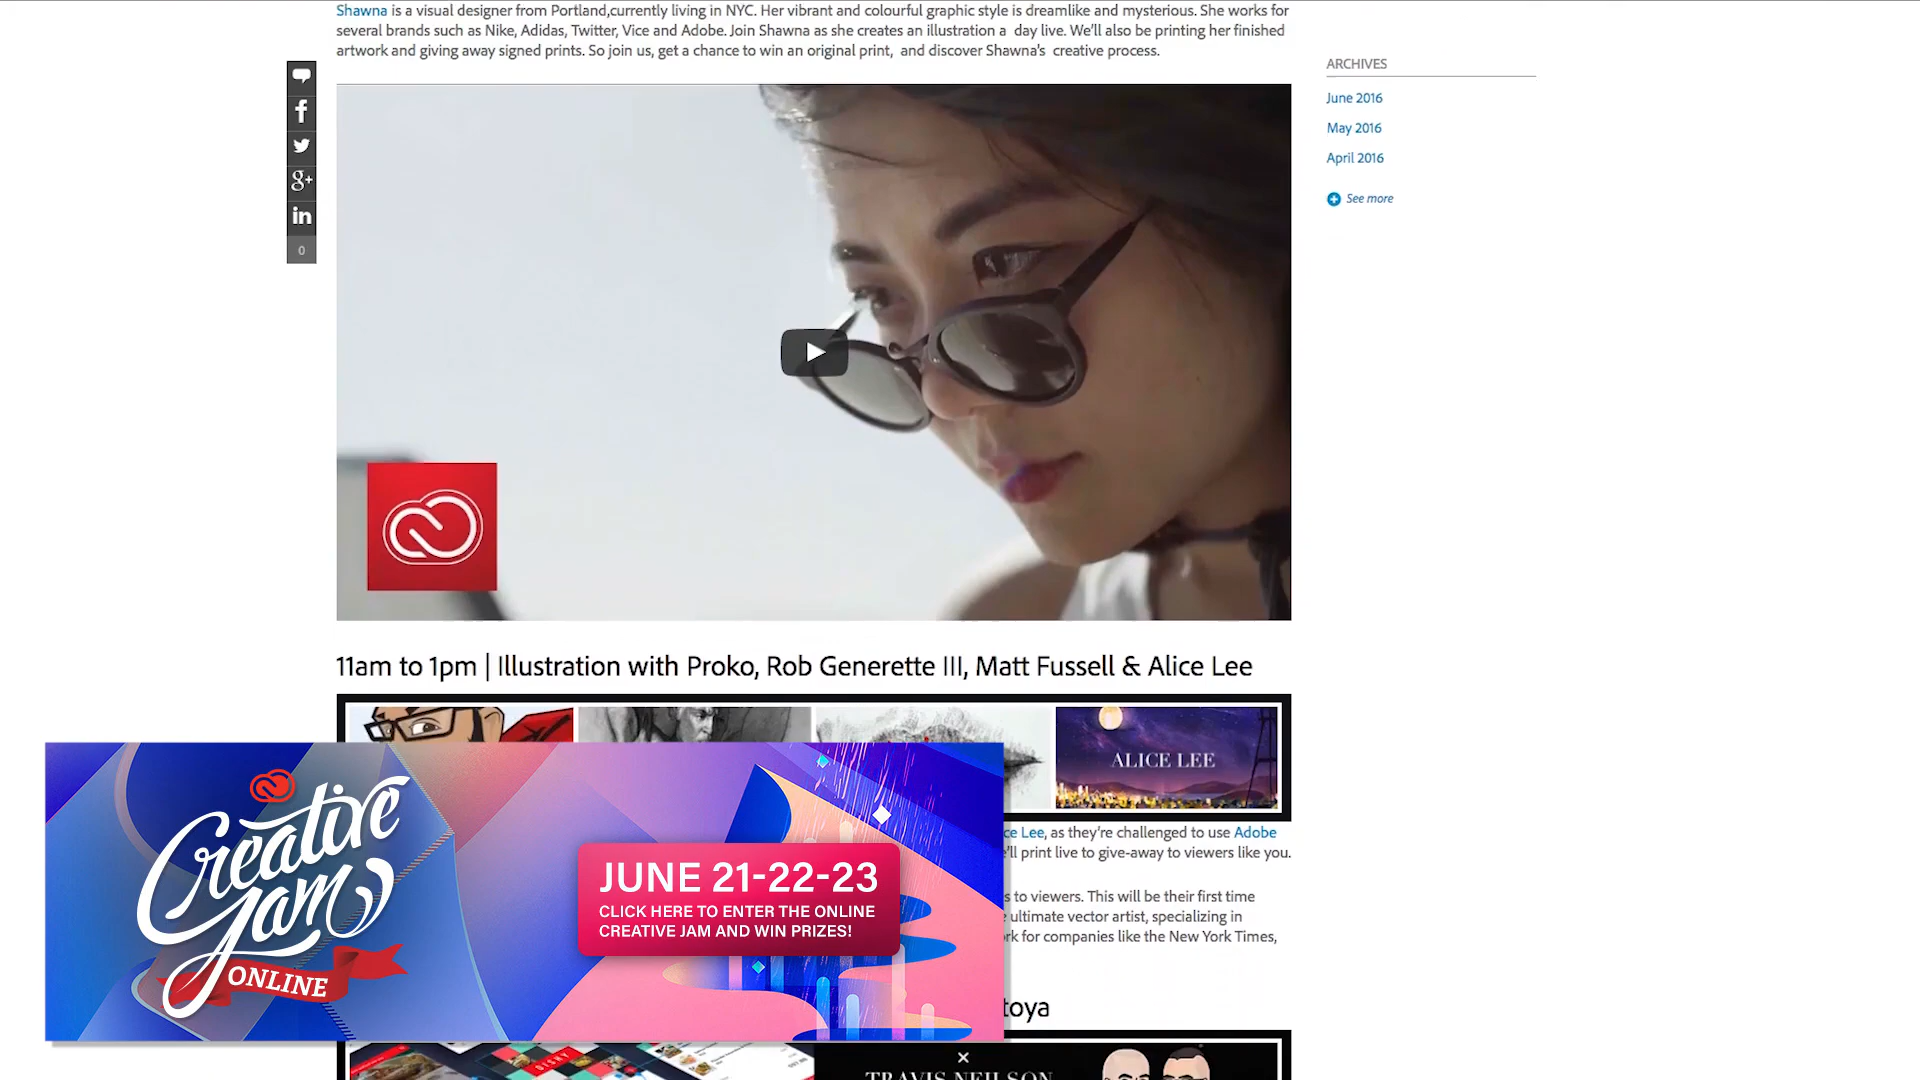 Shawna is a visual designer from Portland,currently living in NYC. Her vibrant and colourful graphic style is dreamlike and mysterious. She works for
several brands such as Nike, Adidas, Twitter, Vice and Adobe. Join Shawna as she creates an illustration a day live. We'll also be printing her finished
artwork and giving away signed prints. So join us, get a chance to win an original print, and discover Shawna's creative process.
ARCHIVES
June 2016
May 2016
April 2016
See more
f
g+
in
0
11am to 1pm | Illustration with Proko, Rob Generette III, Matt Fussell & Alice Lee
ALICE LEE
ce Lee, as they're challenged to use Adobe
'll print live to give-away to viewers like you.
s to viewers. This will be their first time
ultimate vector artist, specializing in
rk for companies like the New York Times,
toya
Creative
Jam
ONLINE
JUNE 21-22-23
CLICK HERE TO ENTER THE ONLINE
CREATIVE JAM AND WIN PRIZES!
TRAVIS NEILSON